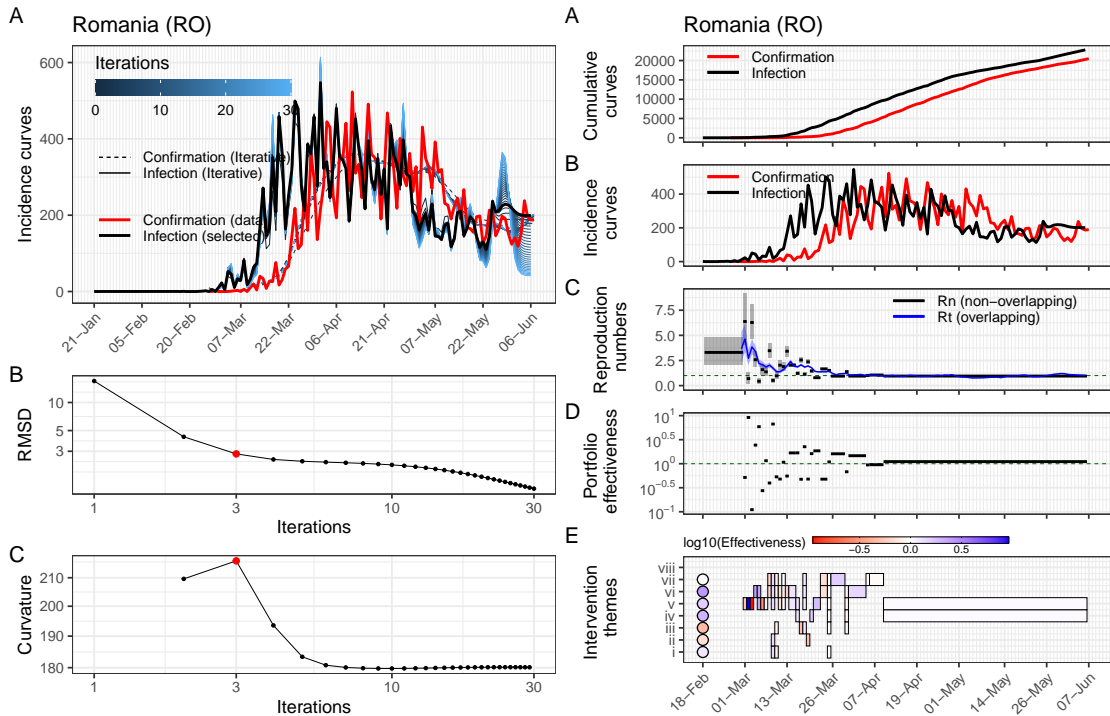 A
Romania (RO)
Iterations
0 10 20 30
Confirmation (Iterative)
Infection (Iterative)
Confirmation (data)
Infection (selected)
Incidence curves
600
400
200
0
21−Jan
05−Feb
20−Feb
07−Mar
22−Mar
06−Apr
21−Apr
07−May
22−May
06−Jun
B
RMSD
10
5
3
1 3 10 30
Iterations
C
Curvature
210
200
190
180
1 3 10 30
Iterations
A
Romania (RO)
Cumulative
curves
20000
15000
10000
5000
0
Confirmation
Infection
B
Incidence
curves
400
200
0
Confirmation
Infection
C
Reproduction
numbers
7.5
5.0
2.5
0.0
Rn (non−overlapping)
Rt (overlapping)
D
Portfolio
effectiveness
10^1
10^0.5
10^0
10^−0.5
10^−1
E
log10(Effectiveness)
−0.5 0.0 0.5
Intervention
themes
viii
vii
vi
v
iv
iii
ii
i
18−Feb
01−Mar
13−Mar
26−Mar
07−Apr
19−Apr
01−May
14−May
26−May
07−Jun